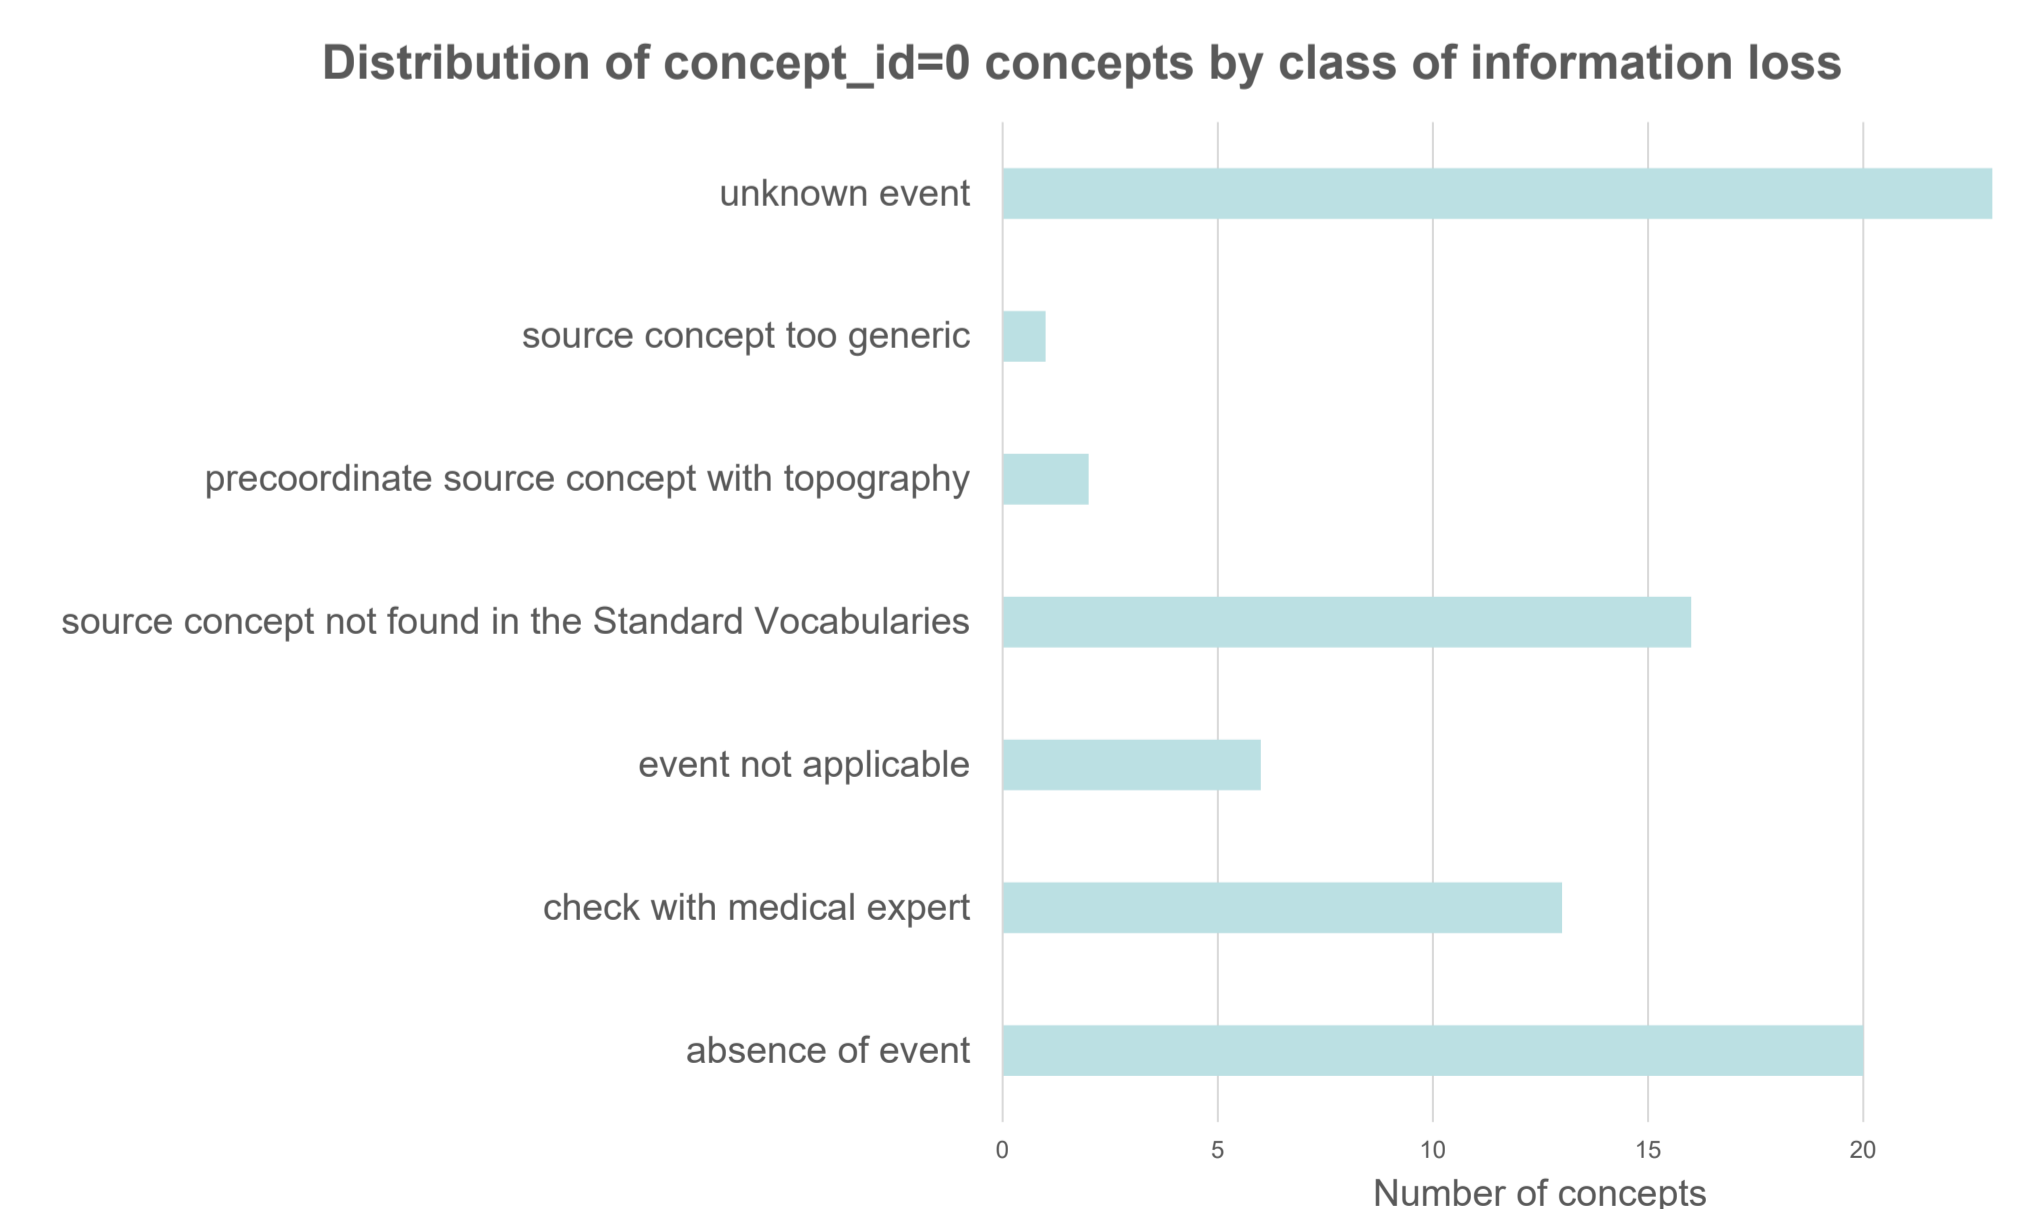 Distribution of concept_id=0 concepts by class of information loss
unknown event
source concept too generic
precoordinate source concept with topography
source concept not found in the Standard Vocabularies
event not applicable
check with medical expert
absence of event
0 5 10 15 20
Number of concepts